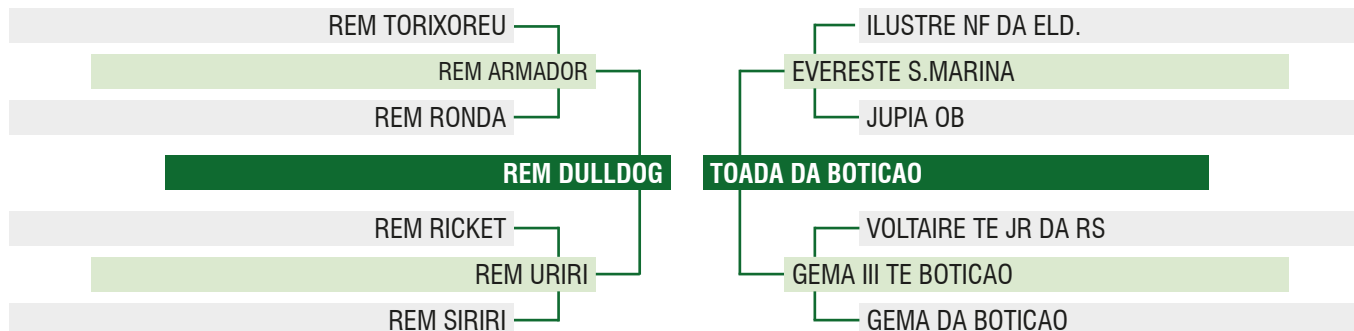 REM TORIXOREU
REM ARMADOR
REM RONDA
REM DULLDOG
REM RICKET
REM URIRI
REM SIRIRI
ILUSTRE NF DA ELD.
EVERESTE S.MARINA
JUPIA OB
TOADA DA BOTICAO
VOLTAIRE TE JR DA RS
GEMA III TE BOTICAO
GEMA DA BOTICAO